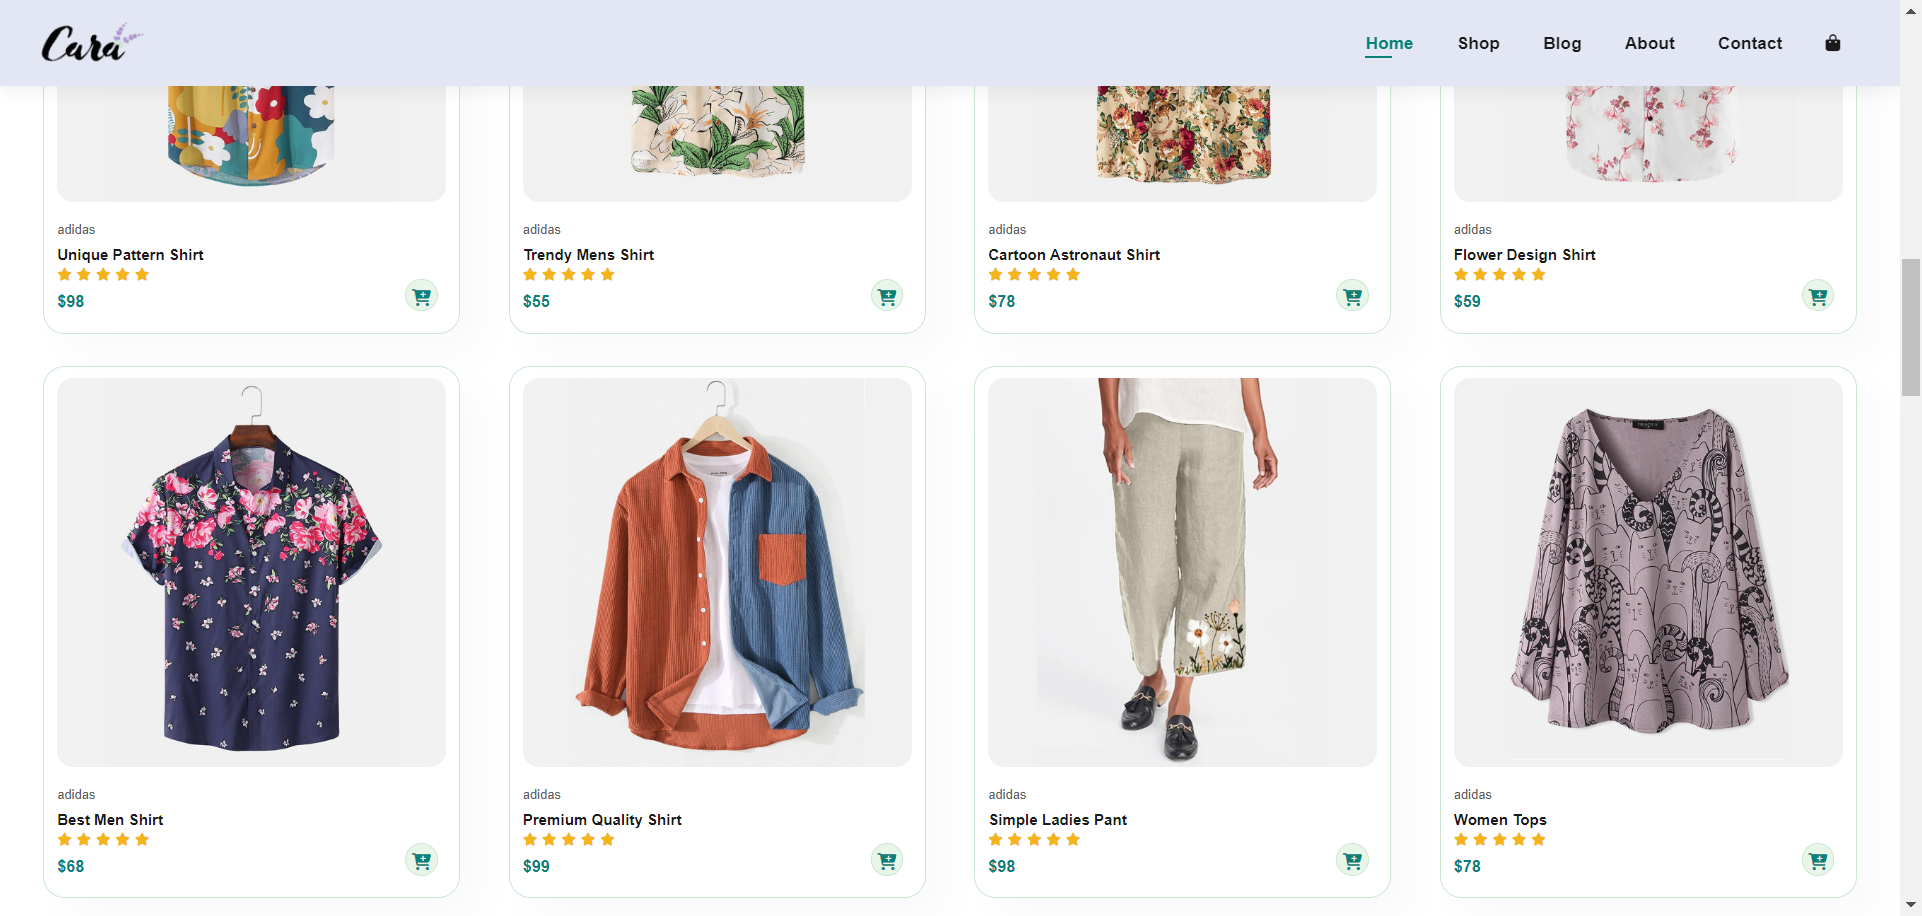 Cara
Home
Shop
Blog
About
Contact
adidas
Unique Pattern Shirt
$98
adidas
Trendy Mens Shirt
$55
adidas
Cartoon Astronaut Shirt
$78
adidas
Flower Design Shirt
$59
adidas
Best Men Shirt
$68
adidas
Premium Quality Shirt
$99
adidas
Simple Ladies Pant
$98
adidas
Women Tops
$78